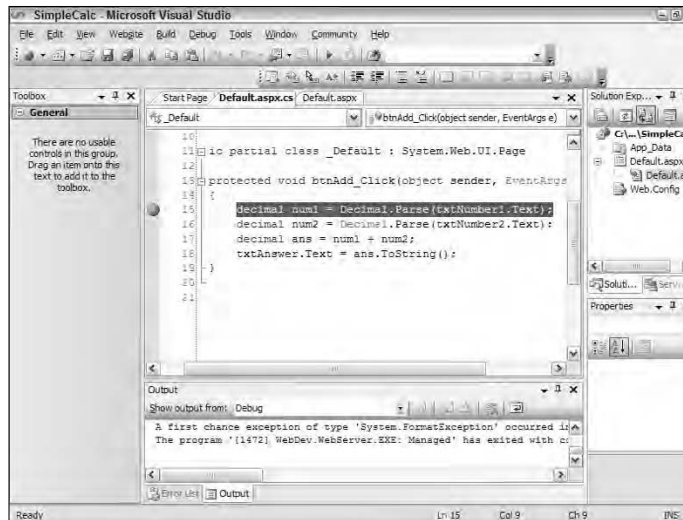 SimpleCalc - Microsoft Visual Studio
File Edit View Website Build Debug Tools Window Community Help
Toolbox
General
There are no usable
controls in this group.
Drag an item onto this
text to add it to the
toolbox.
Start Page Default.aspx.cs Default.aspx
_Default
btnAdd_Click(object sender, EventArgs e)
10
11 ic partial class _Default : System.Web.UI.Page
12
13 protected void btnAdd_Click(object sender, EventArgs
14 {
15 decimal num1 = Decimal.Parse(txtNumber1.Text);
16 decimal num2 = Decimal.Parse(txtNumber2.Text);
17 decimal ans = num1 + num2;
18 txtAnswer.Text = ans.ToString();
19 }
20
21
Solution Exp...
C:\...\SimpleCa
App_Data
Default.aspx
Default.a
Web.Config
Soluti... Serv
Properties
Output
Show output from: Debug
A first chance exception of type 'System.FormatException' occurred i
The program '[1472] WebDev.WebServer.EXE: Managed' has exited with c
Error List Output
Ready Ln 15 Col 9 Ch 9 INS